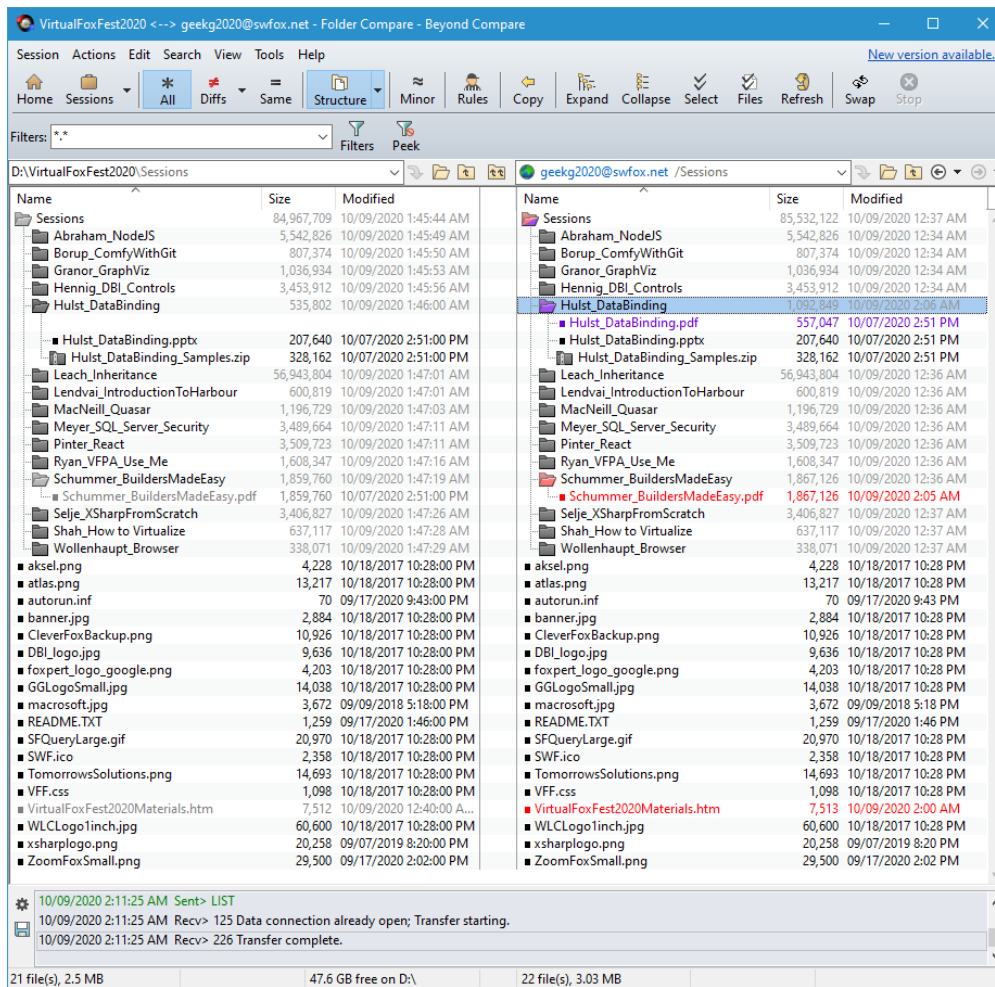 VirtualFoxFest2020 <--> geekg2020@swfox.net - Folder Compare - Beyond Compare
Session Actions Edit Search View Tools Help New version available.
Home Sessions All Diffs Same Structure Minor Rules Copy Expand Collapse Select Files Refresh Swap Stop
Filters: *.* Filters Peek
D:\VirtualFoxFest2020\Sessions geekg2020@swfox.net /Sessions
Name Size Modified Name Size Modified
Sessions 84,967,709 10/09/2020 1:45:44 AM Sessions 85,532,122 10/09/2020 12:37 AM
Abraham_NodeJS 5,542,826 10/09/2020 1:45:49 AM Abraham_NodeJS 5,542,826 10/09/2020 12:34 AM
Borup_ComfyWithGit 807,374 10/09/2020 1:45:50 AM Borup_ComfyWithGit 807,374 10/09/2020 12:34 AM
Granor_GraphViz 1,036,934 10/09/2020 1:45:53 AM Granor_GraphViz 1,036,934 10/09/2020 12:34 AM
Hennig_DBI_Controls 3,453,912 10/09/2020 1:45:56 AM Hennig_DBI_Controls 3,453,912 10/09/2020 12:34 AM
Hulst_DataBinding 535,802 10/09/2020 1:46:00 AM Hulst_DataBinding 1,092,849 10/09/2020 2:06 AM
Hulst_DataBinding.pdf 557,047 10/07/2020 2:51 PM
Hulst_DataBinding.pptx 207,640 10/07/2020 2:51:00 PM Hulst_DataBinding.pptx 207,640 10/07/2020 2:51 PM
Hulst_DataBinding_Samples.zip 328,162 10/07/2020 2:51:00 PM Hulst_DataBinding_Samples.zip 328,162 10/07/2020 2:51 PM
Leach_Inheritance 56,943,804 10/09/2020 1:47:01 AM Leach_Inheritance 56,943,804 10/09/2020 12:36 AM
Lendvai_IntroductionToHarbour 600,819 10/09/2020 1:47:01 AM Lendvai_IntroductionToHarbour 600,819 10/09/2020 12:36 AM
MacNeill_Quasar 1,196,729 10/09/2020 1:47:03 AM MacNeill_Quasar 1,196,729 10/09/2020 12:36 AM
Meyer_SQL_Server_Security 3,489,664 10/09/2020 1:47:11 AM Meyer_SQL_Server_Security 3,489,664 10/09/2020 12:36 AM
Pinter_React 3,509,723 10/09/2020 1:47:11 AM Pinter_React 3,509,723 10/09/2020 12:36 AM
Ryan_VFPA_Use_Me 1,608,347 10/09/2020 1:47:16 AM Ryan_VFPA_Use_Me 1,608,347 10/09/2020 12:36 AM
Schummer_BuildersMadeEasy 1,859,760 10/09/2020 1:47:19 AM Schummer_BuildersMadeEasy 1,867,126 10/09/2020 12:36 AM
Schummer_BuildersMadeEasy.pdf 1,859,760 10/07/2020 2:51:00 PM Schummer_BuildersMadeEasy.pdf 1,867,126 10/09/2020 2:05 AM
Selje_XSharpFromScratch 3,406,827 10/09/2020 1:47:26 AM Selje_XSharpFromScratch 3,406,827 10/09/2020 12:37 AM
Shah_How to Virtualize 637,117 10/09/2020 1:47:28 AM Shah_How to Virtualize 637,117 10/09/2020 12:37 AM
Wollenhaupt_Browser 338,071 10/09/2020 1:47:29 AM Wollenhaupt_Browser 338,071 10/09/2020 12:37 AM
aksel.png 4,228 10/18/2017 10:28:00 PM aksel.png 4,228 10/18/2017 10:28 PM
atlas.png 13,217 10/18/2017 10:28:00 PM atlas.png 13,217 10/18/2017 10:28 PM
autorun.inf 70 09/17/2020 9:43:00 PM autorun.inf 70 09/17/2020 9:43 PM
banner.jpg 2,884 10/18/2017 10:28:00 PM banner.jpg 2,884 10/18/2017 10:28 PM
CleverFoxBackup.png 10,926 10/18/2017 10:28:00 PM CleverFoxBackup.png 10,926 10/18/2017 10:28 PM
DBI_logo.jpg 9,636 10/18/2017 10:28:00 PM DBI_logo.jpg 9,636 10/18/2017 10:28 PM
foxpert_logo_google.png 4,203 10/18/2017 10:28:00 PM foxpert_logo_google.png 4,203 10/18/2017 10:28 PM
GGLogoSmall.jpg 14,038 10/18/2017 10:28:00 PM GGLogoSmall.jpg 14,038 10/18/2017 10:28 PM
macrosoft.jpg 3,672 09/09/2018 5:18:00 PM macrosoft.jpg 3,672 09/09/2018 5:18 PM
README.TXT 1,259 09/17/2020 1:46:00 PM README.TXT 1,259 09/17/2020 1:46 PM
SFQueryLarge.gif 20,970 10/18/2017 10:28:00 PM SFQueryLarge.gif 20,970 10/18/2017 10:28 PM
SWF.ico 2,358 10/18/2017 10:28:00 PM SWF.ico 2,358 10/18/2017 10:28 PM
TomorrowsSolutions.png 14,693 10/18/2017 10:28:00 PM TomorrowsSolutions.png 14,693 10/18/2017 10:28 PM
VFF.css 1,098 10/18/2017 10:28:00 PM VFF.css 1,098 10/18/2017 10:28 PM
VirtualFoxFest2020Materials.htm 7,512 10/09/2020 12:40:00 A... VirtualFoxFest2020Materials.htm 7,513 10/09/2020 2:00 AM
WLCLogo1inch.jpg 60,600 10/18/2017 10:28:00 PM WLCLogo1inch.jpg 60,600 10/18/2017 10:28 PM
xsharplogo.png 20,258 09/07/2019 8:20:00 PM xsharplogo.png 20,258 09/07/2019 8:20 PM
ZoomFoxSmall.png 29,500 09/17/2020 2:02:00 PM ZoomFoxSmall.png 29,500 09/17/2020 2:02 PM
10/09/2020 2:11:25 AM Sent> LIST
10/09/2020 2:11:25 AM Recv> 125 Data connection already open; Transfer starting.
10/09/2020 2:11:25 AM Recv> 226 Transfer complete.
21 file(s), 2.5 MB 47.6 GB free on D:\ 22 file(s), 3.03 MB